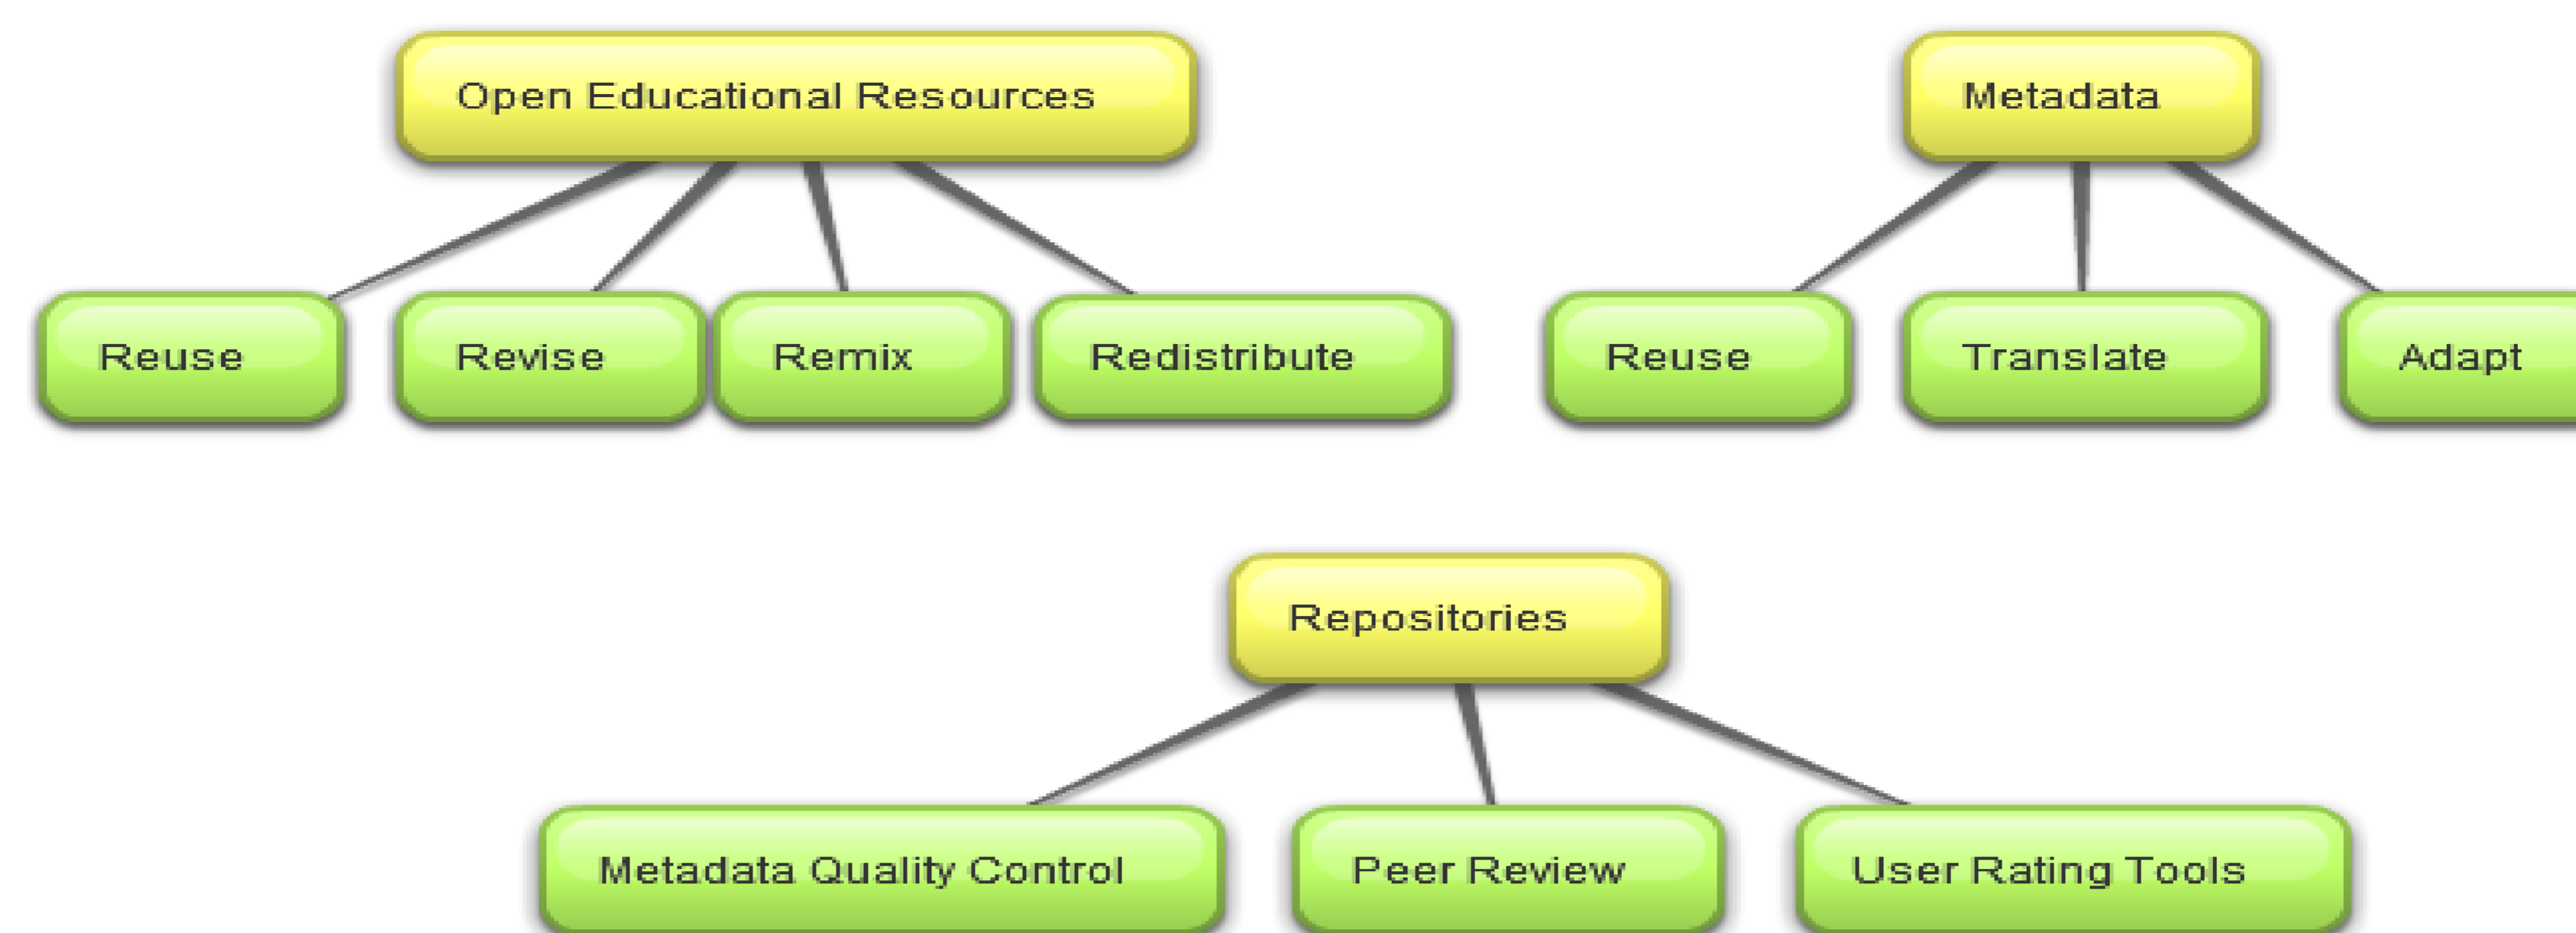 Open Educational Resources
Metadata
Reuse
Revise
Remix
Redistribute
Reuse
Translate
Adapt
Repositories
Metadata Quality Control
Peer Review
User Rating Tools